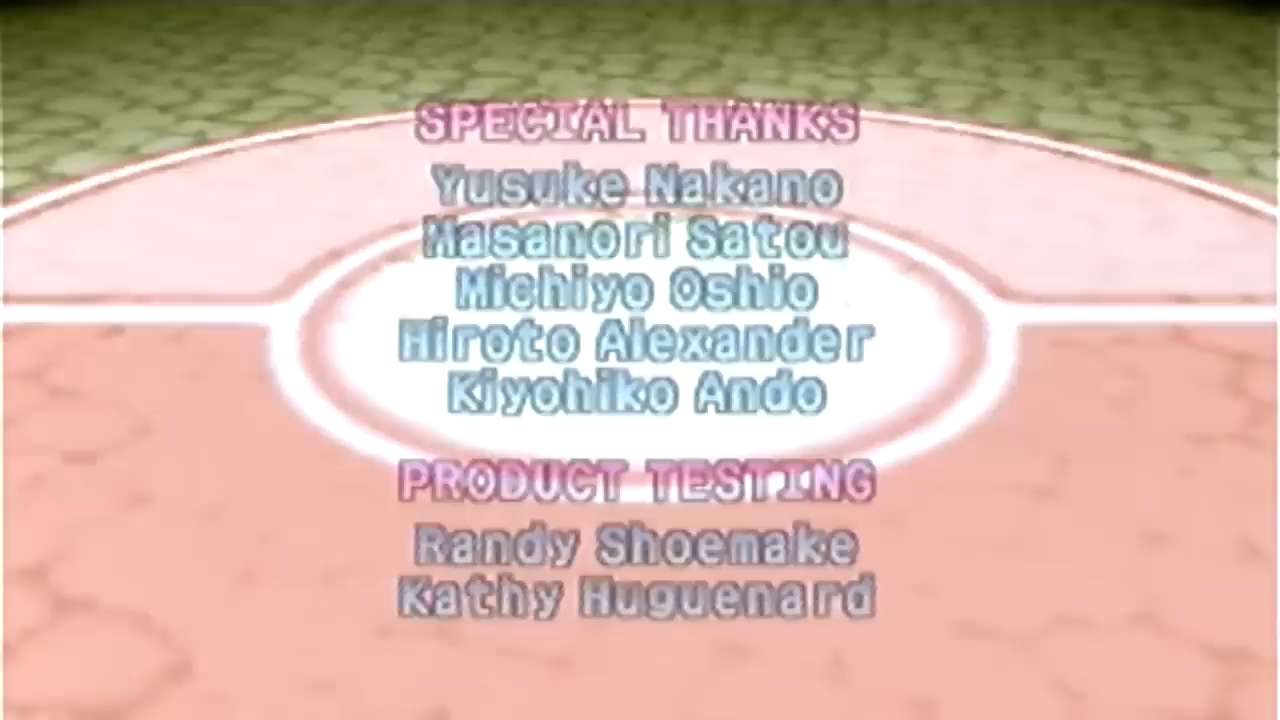 SPECIAL THANKS
Yusuke Nakano
Masanori Satou
Michiyo Oshio
Hiroto Alexander
Kiyohiko Ando
PRODUCT TESTING
Randy Shoemake
Kathy Huguenard